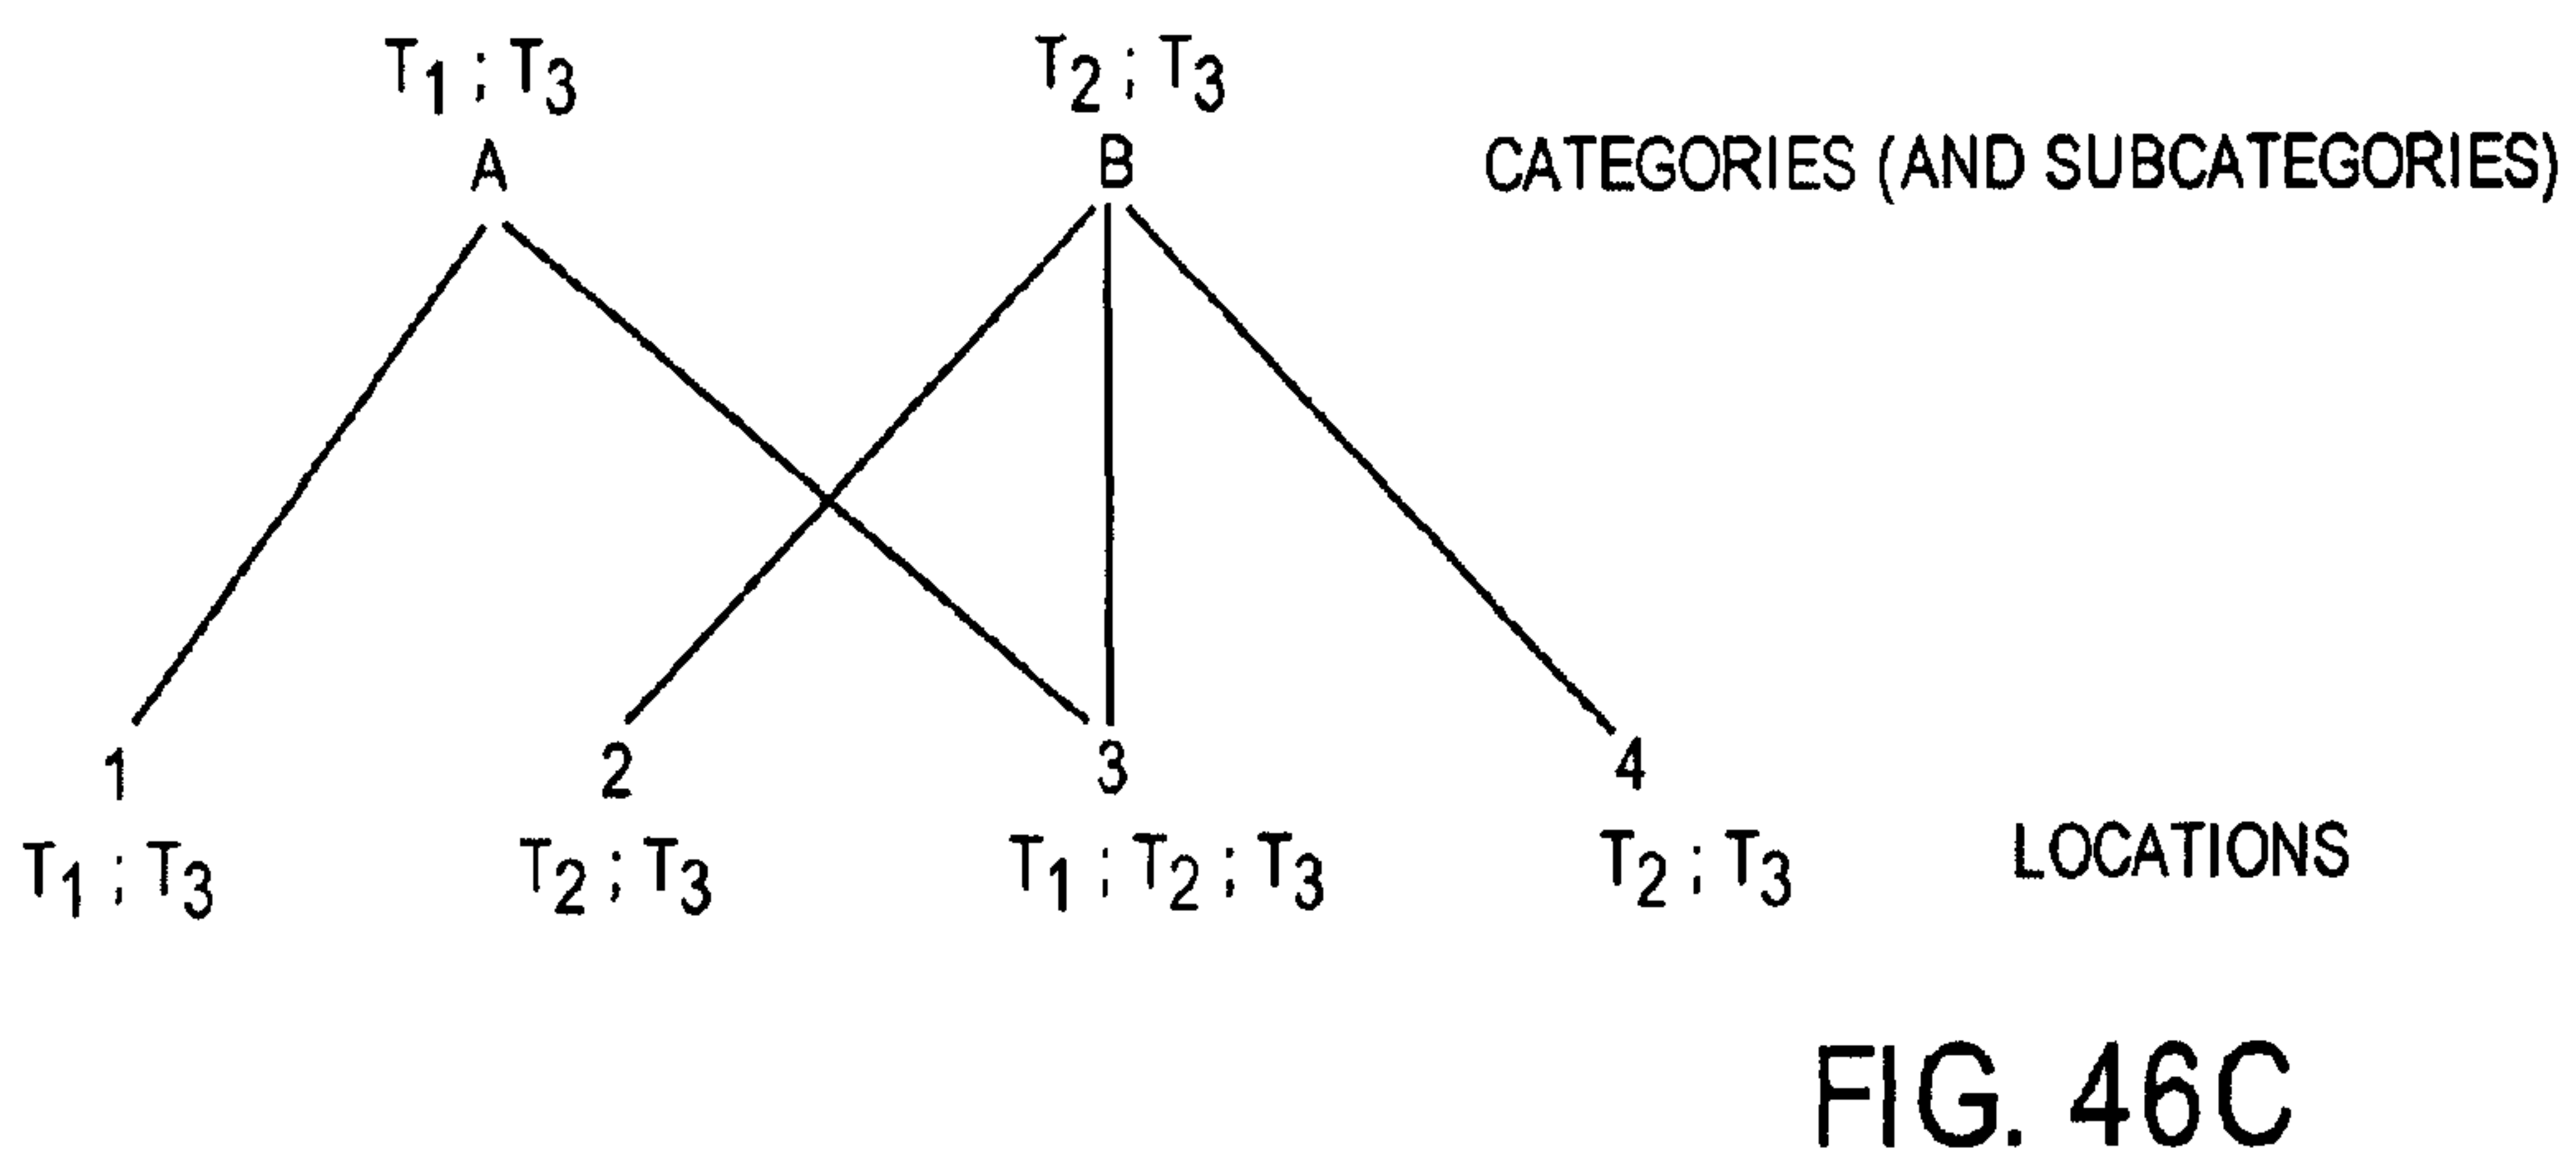 T1 ; T3 T2 ; T3
A B CATEGORIES (AND SUBCATEGORIES)
1 2 3 4
T1 ; T3 T2 ; T3 T1 ; T2 ; T3 T2 ; T3 LOCATIONS
FIG. 46C